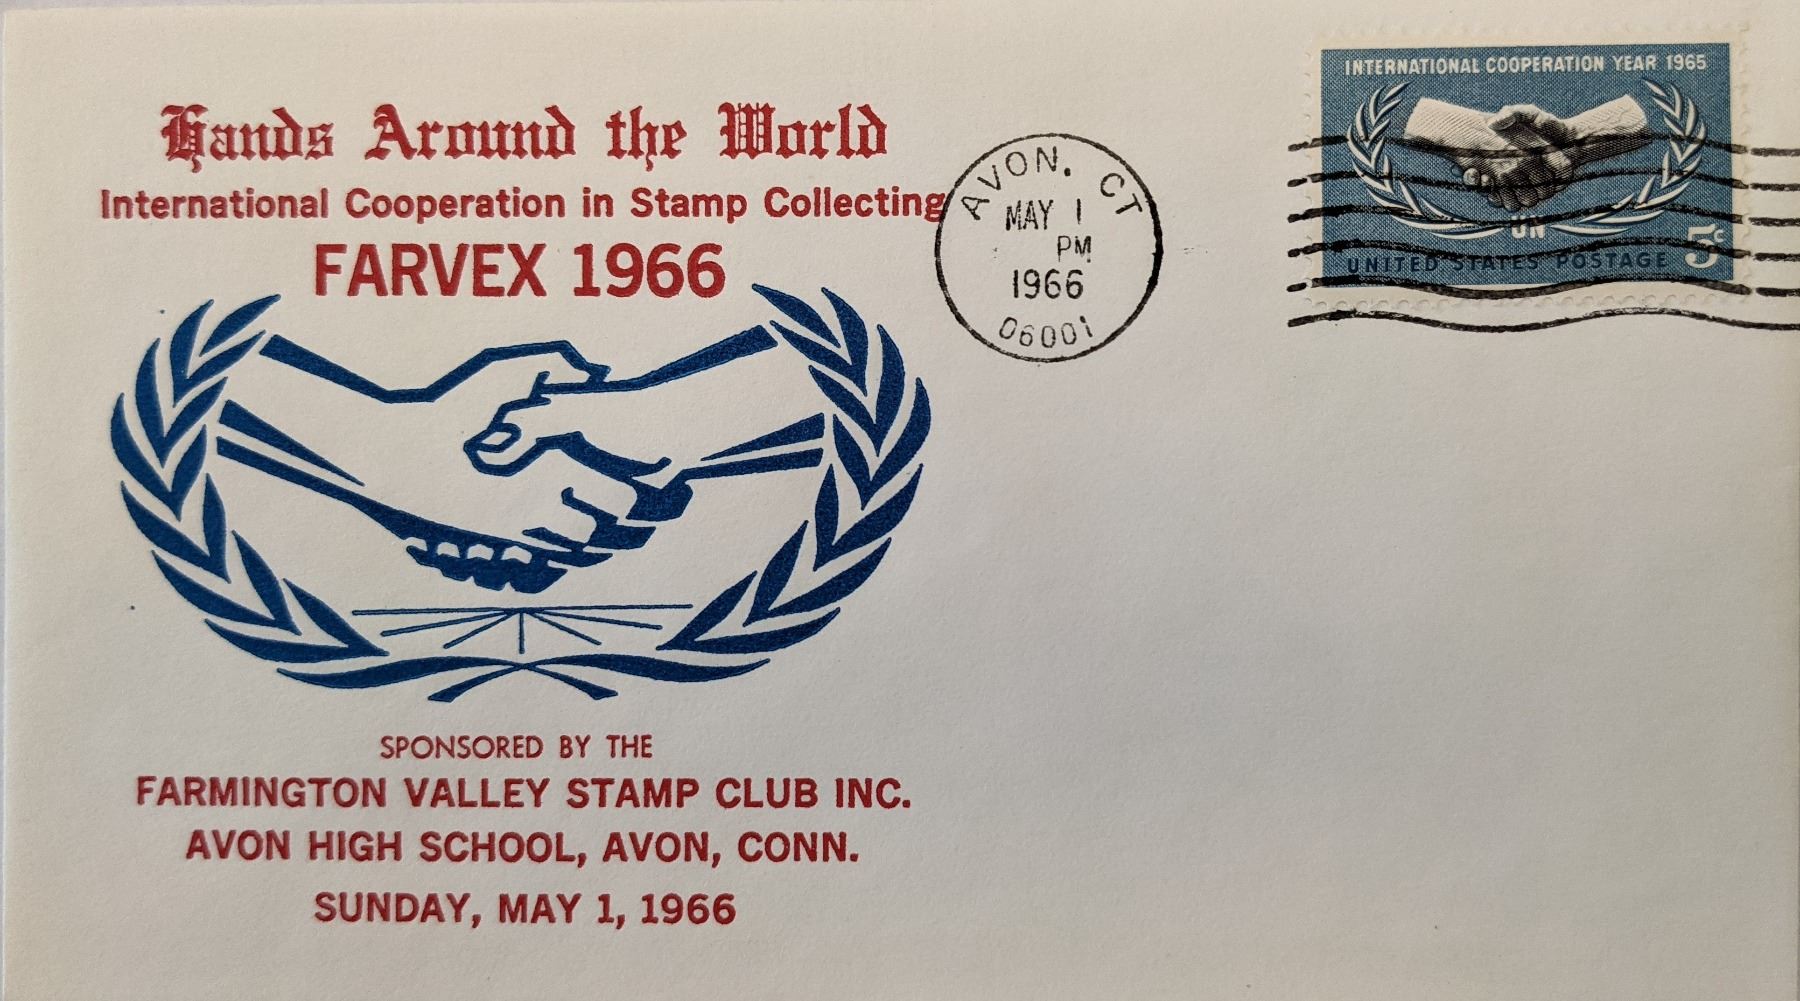 Hands Around the World
International Cooperation in Stamp Collecting
FARVEX 1966
AVON, CT
MAY 1
PM
1966
06001
INTERNATIONAL COOPERATION YEAR 1965
UN
5c
UNITED STATES POSTAGE
SPONSORED BY THE
FARMINGTON VALLEY STAMP CLUB INC.
AVON HIGH SCHOOL, AVON, CONN.
SUNDAY, MAY 1, 1966